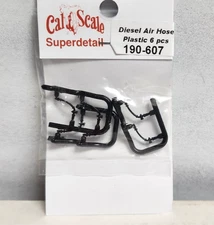 Cal Scale
Superdetail
Diesel Air Hose
Plastic 6 pcs
190-607